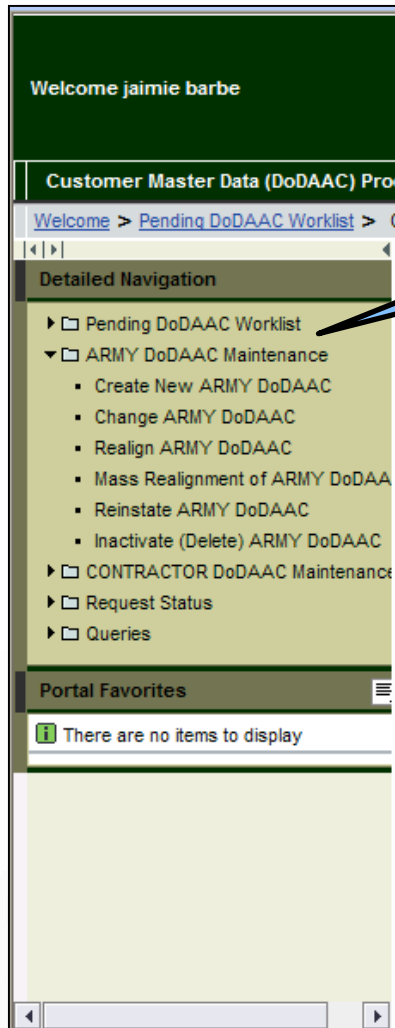 Welcome jaimie barbe
Customer Master Data (DoDAAC) Pro
Welcome > Pending DoDAAC Worklist >
Detailed Navigation
Pending DoDAAC Worklist
ARMY DoDAAC Maintenance
Create New ARMY DoDAAC
Change ARMY DoDAAC
Realign ARMY DoDAAC
Mass Realignment of ARMY DoDAA
Reinstate ARMY DoDAAC
Inactivate (Delete) ARMY DoDAAC
CONTRACTOR DoDAAC Maintenance
Request Status
Queries
Portal Favorites
There are no items to display